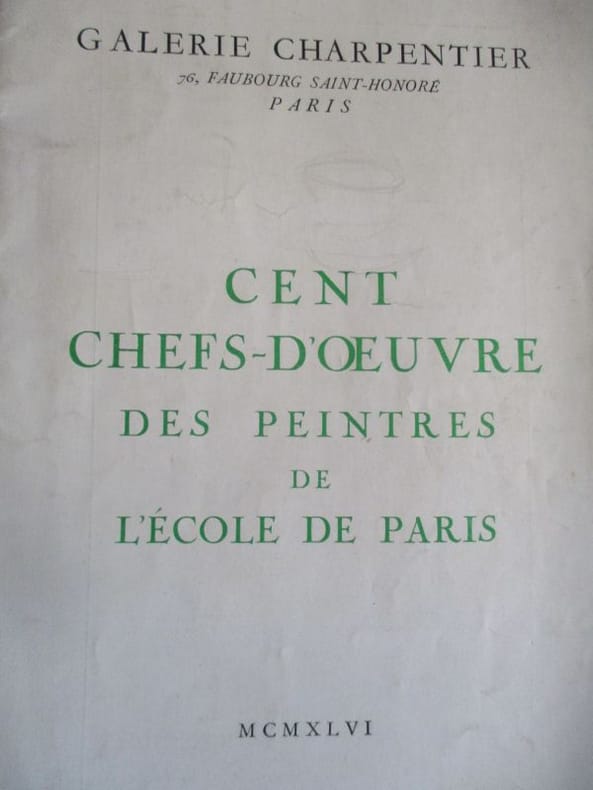 GALERIE CHARPENTIER
76, FAUBOURG SAINT-HONORÉ
PARIS
CENT
CHEFS-D'ŒUVRE
DES PEINTRES
DE
L'ÉCOLE DE PARIS
MCMXLVI